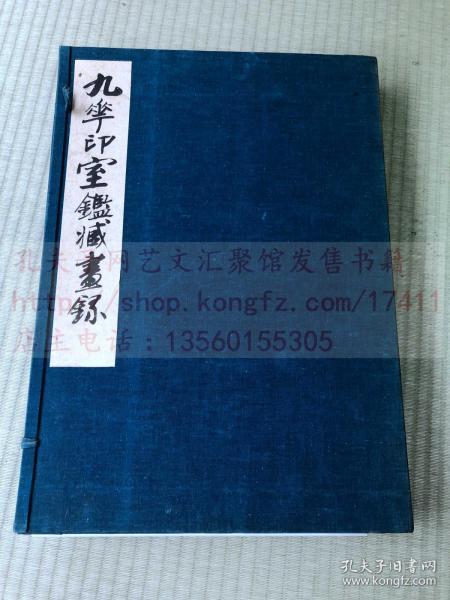 九华印室鑑藏畫録
孔夫子旧书网艺文汇聚馆发售书籍
https://shop.kongfz.com/17411
店主电话：13560155305
孔夫子旧书网
www.kongfz.com